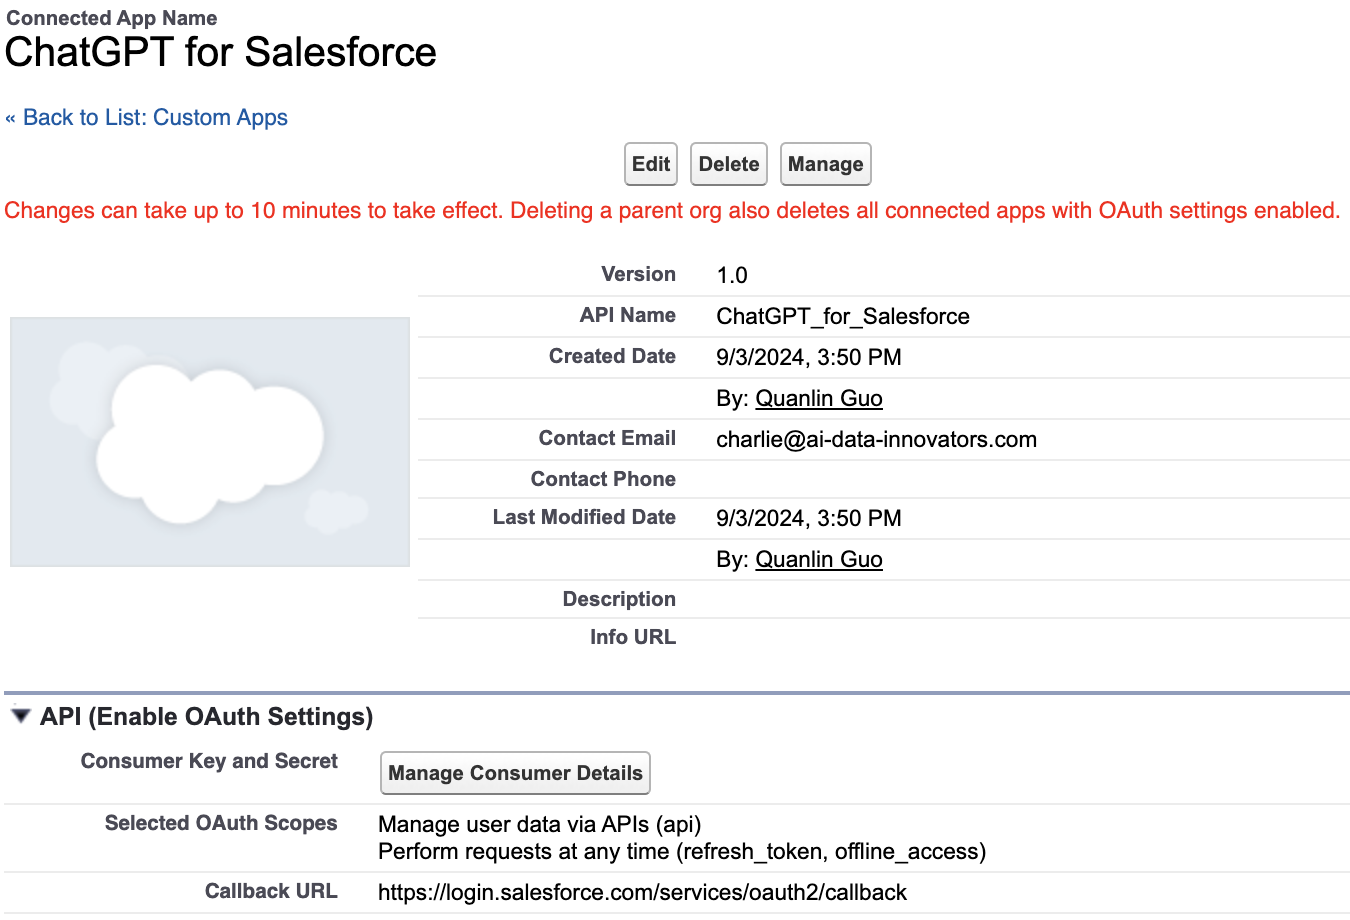 Connected App Name
ChatGPT for Salesforce
« Back to List: Custom Apps
Edit Delete Manage
Changes can take up to 10 minutes to take effect. Deleting a parent org also deletes all connected apps with OAuth settings enabled.
Version 1.0
API Name ChatGPT_for_Salesforce
Created Date 9/3/2024, 3:50 PM
By: Quanlin Guo
Contact Email charlie@ai-data-innovators.com
Contact Phone
Last Modified Date 9/3/2024, 3:50 PM
By: Quanlin Guo
Description
Info URL
API (Enable OAuth Settings)
Consumer Key and Secret Manage Consumer Details
Selected OAuth Scopes Manage user data via APIs (api)
Perform requests at any time (refresh_token, offline_access)
Callback URL https://login.salesforce.com/services/oauth2/callback